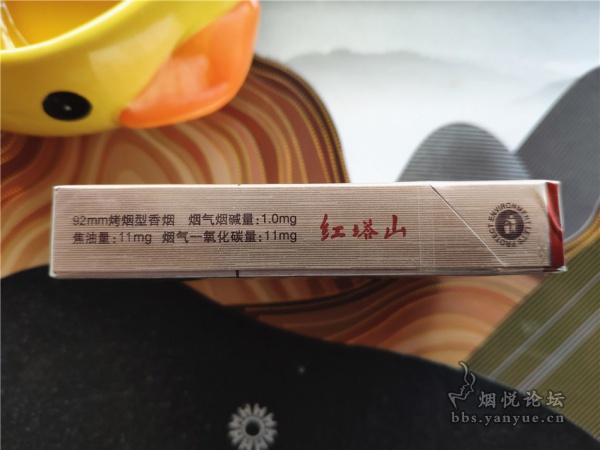 92mm烤烟型香烟 烟气烟碱量:1.0mg
焦油量:11mg 烟气一氧化碳量:11mg
红塔山
PROTECT ENVIRONMENT
烟悦论坛
bbs.yanyue.cn